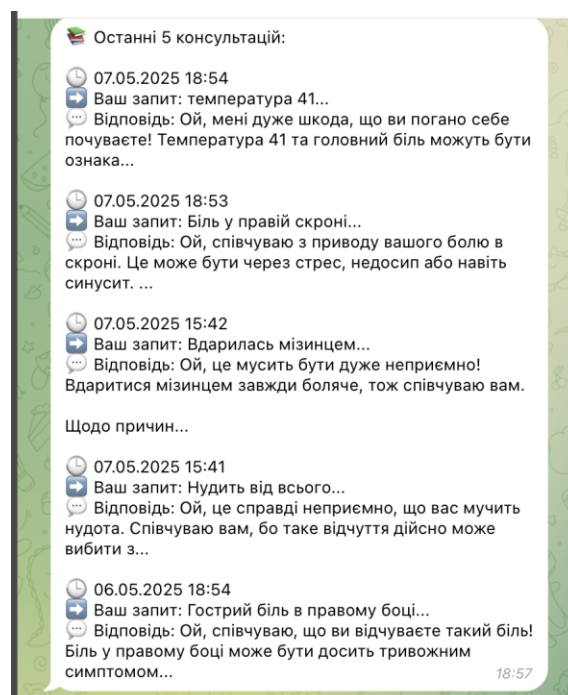 📚 Останні 5 консультацій:
🕒 07.05.2025 18:54
➡️ Ваш запит: температура 41...
💬 Відповідь: Ой, мені дуже шкода, що ви погано себе
почуваєте! Температура 41 та головний біль можуть бути
ознака...
🕒 07.05.2025 18:53
➡️ Ваш запит: Біль у правій скроні...
💬 Відповідь: Ой, співчуваю з приводу вашого болю в
скроні. Це може бути через стрес, недосип або навіть
синусит. ...
🕒 07.05.2025 15:42
➡️ Ваш запит: Вдарилась мізинцем...
💬 Відповідь: Ой, це мусить бути дуже неприємно!
Вдаритися мізинцем завжди боляче, тож співчуваю вам.
Щодо причин...
🕒 07.05.2025 15:41
➡️ Ваш запит: Нудить від всього...
💬 Відповідь: Ой, це справді неприємно, що вас мучить
нудота. Співчуваю вам, бо таке відчуття дійсно може
вибити з...
🕒 06.05.2025 18:54
➡️ Ваш запит: Гострий біль в правому боці...
💬 Відповідь: Ой, співчуваю, що ви відчуваєте такий біль!
Біль у правому боці може бути досить тривожним
симптомом...
18:57